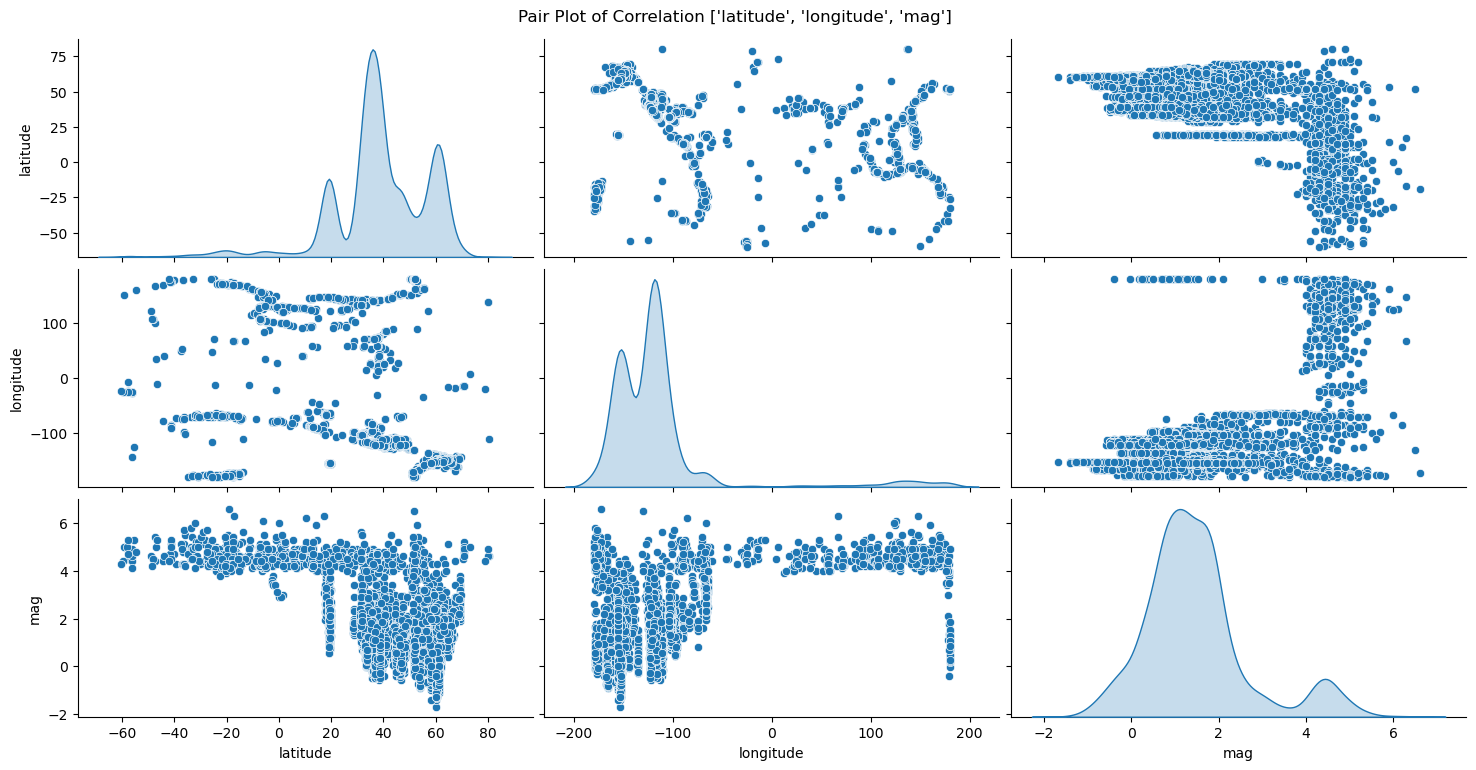 Pair Plot of Correlation ['latitude', 'longitude', 'mag']
75
50
25
0
−25
−50
latitude
100
0
−100
longitude
6
4
2
0
−2
mag
−60 −40 −20 0 20 40 60 80
latitude
−200 −100 0 100 200
longitude
−2 0 2 4 6
mag